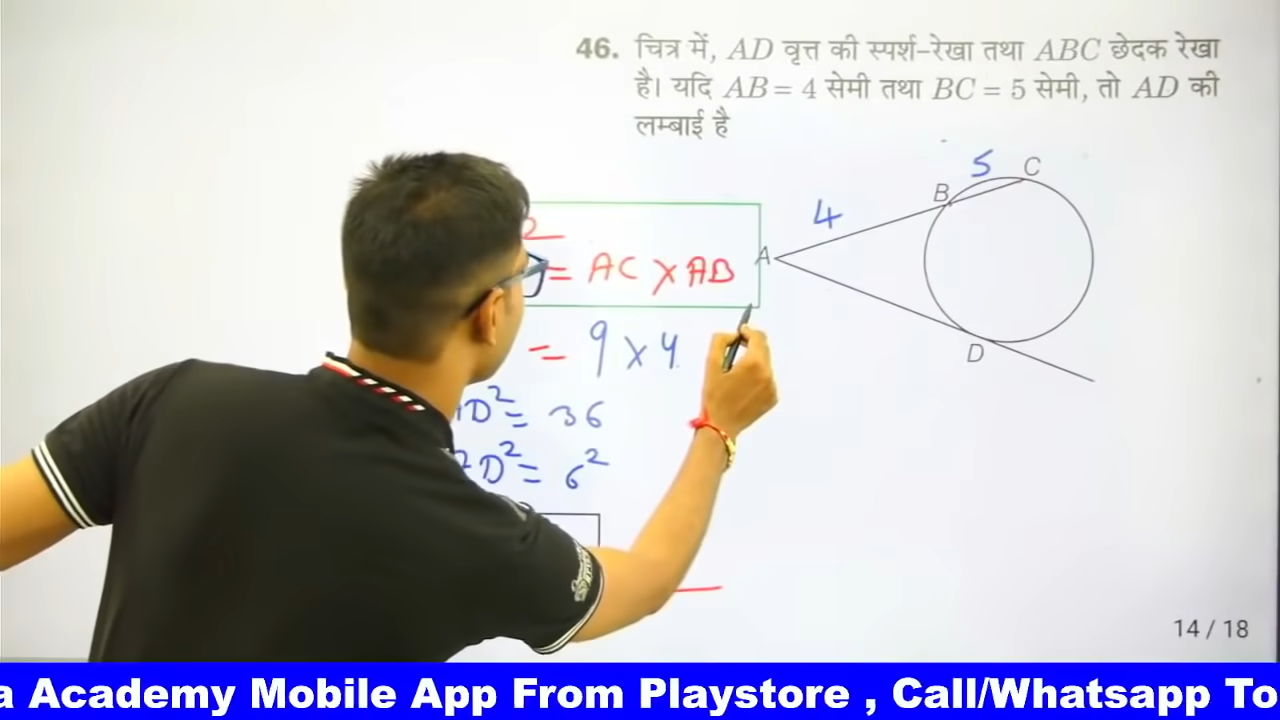 46. चित्र में, AD वृत्त की स्पर्श-रेखा तथा ABC छेदक रेखा
है। यदि AB = 4 सेमी तथा BC = 5 सेमी, तो AD की
लम्बाई है
5 C
B
4
A
2
= AC X AB
= 9 X 4
D
D² = 36
D² = 6²
14 / 18
a Academy Mobile App From Playstore , Call/Whatsapp To